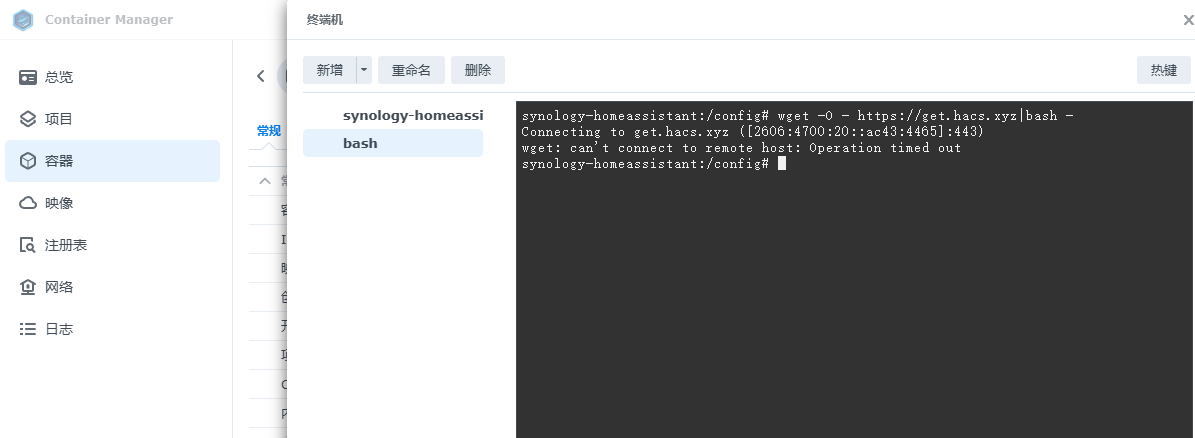 Container Manager
终端机
总览
项目
容器
映像
注册表
网络
日志
常规
新增
重命名
删除
热键
synology-homeassi
bash
synology-homeassistant:/config# wget -O - https://get.hacs.xyz|bash -
Connecting to get.hacs.xyz ([2606:4700:20::ac43:4465]:443)
wget: can't connect to remote host: Operation timed out
synology-homeassistant:/config#